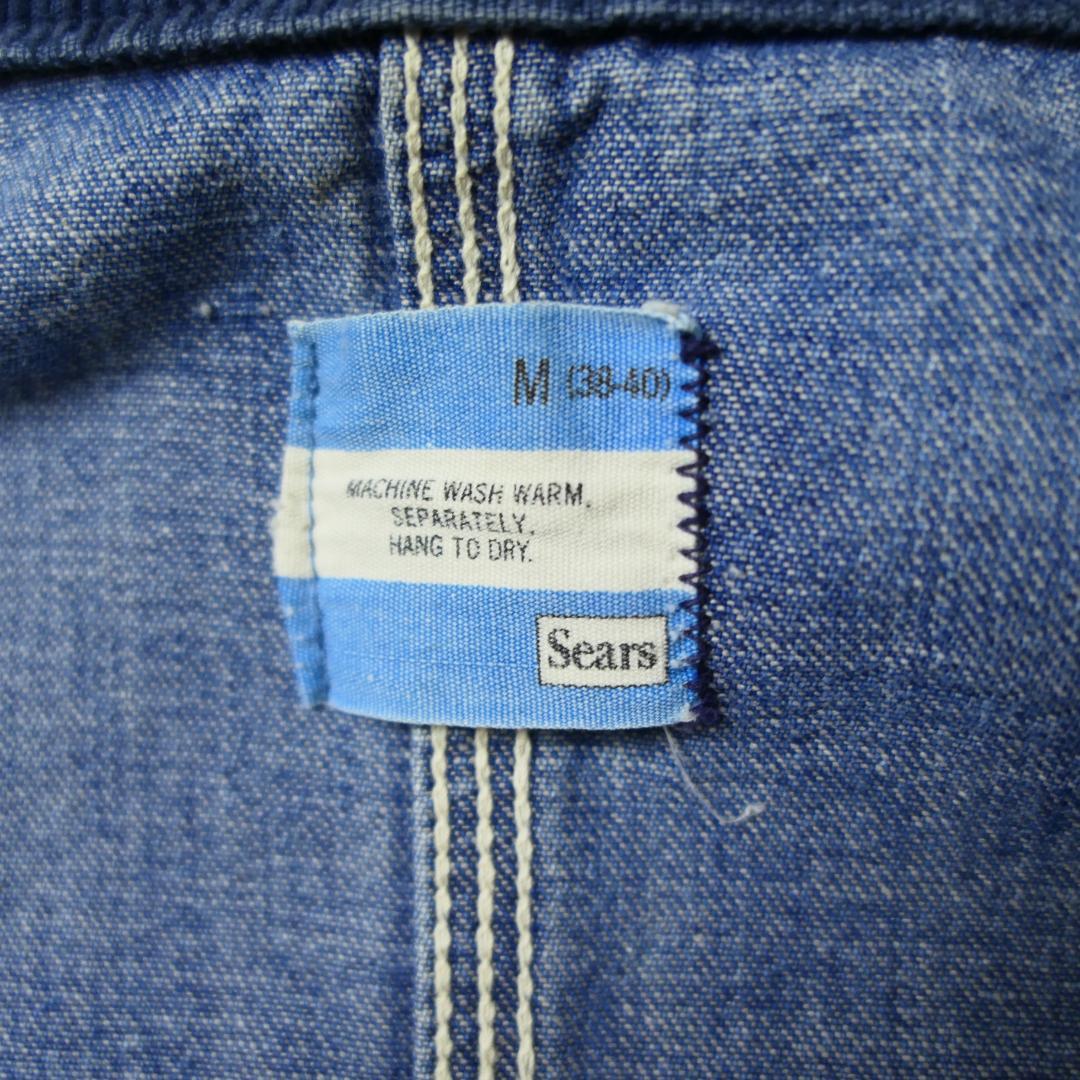 M (38-40)
MACHINE WASH WARM,
SEPARATELY.
HANG TO DRY.
Sears